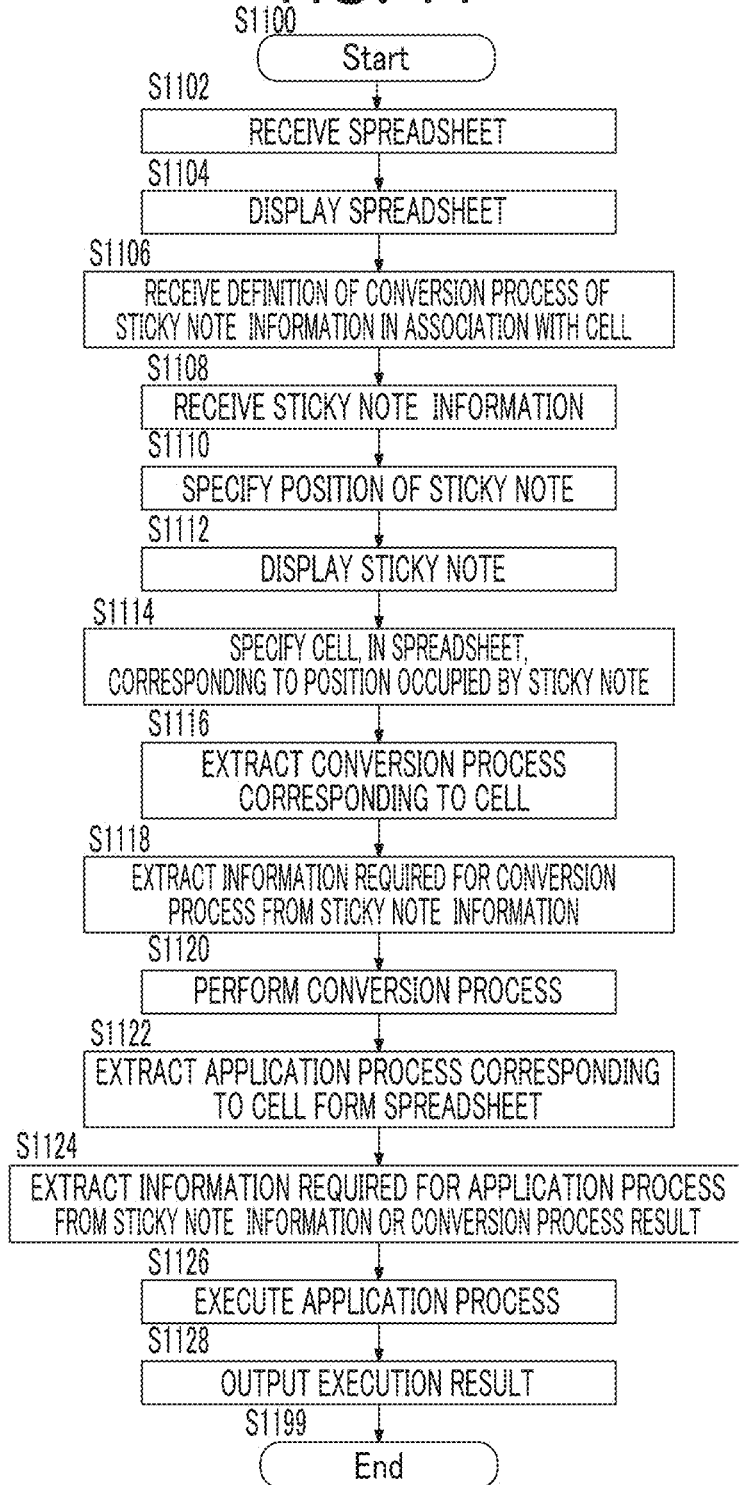 S1100
Start
S1102
RECEIVE SPREADSHEET
S1104
DISPLAY SPREADSHEET
S1106
RECEIVE DEFINITION OF CONVERSION PROCESS OF
STICKY NOTE INFORMATION IN ASSOCIATION WITH CELL
S1108
RECEIVE STICKY NOTE INFORMATION
S1110
SPECIFY POSITION OF STICKY NOTE
S1112
DISPLAY STICKY NOTE
S1114
SPECIFY CELL, IN SPREADSHEET,
CORRESPONDING TO POSITION OCCUPIED BY STICKY NOTE
S1116
EXTRACT CONVERSION PROCESS
CORRESPONDING TO CELL
S1118
EXTRACT INFORMATION REQUIRED FOR CONVERSION
PROCESS FROM STICKY NOTE INFORMATION
S1120
PERFORM CONVERSION PROCESS
S1122
EXTRACT APPLICATION PROCESS CORRESPONDING
TO CELL FORM SPREADSHEET
S1124
EXTRACT INFORMATION REQUIRED FOR APPLICATION PROCESS
FROM STICKY NOTE INFORMATION OR CONVERSION PROCESS RESULT
S1126
EXECUTE APPLICATION PROCESS
S1128
OUTPUT EXECUTION RESULT
S1199
End